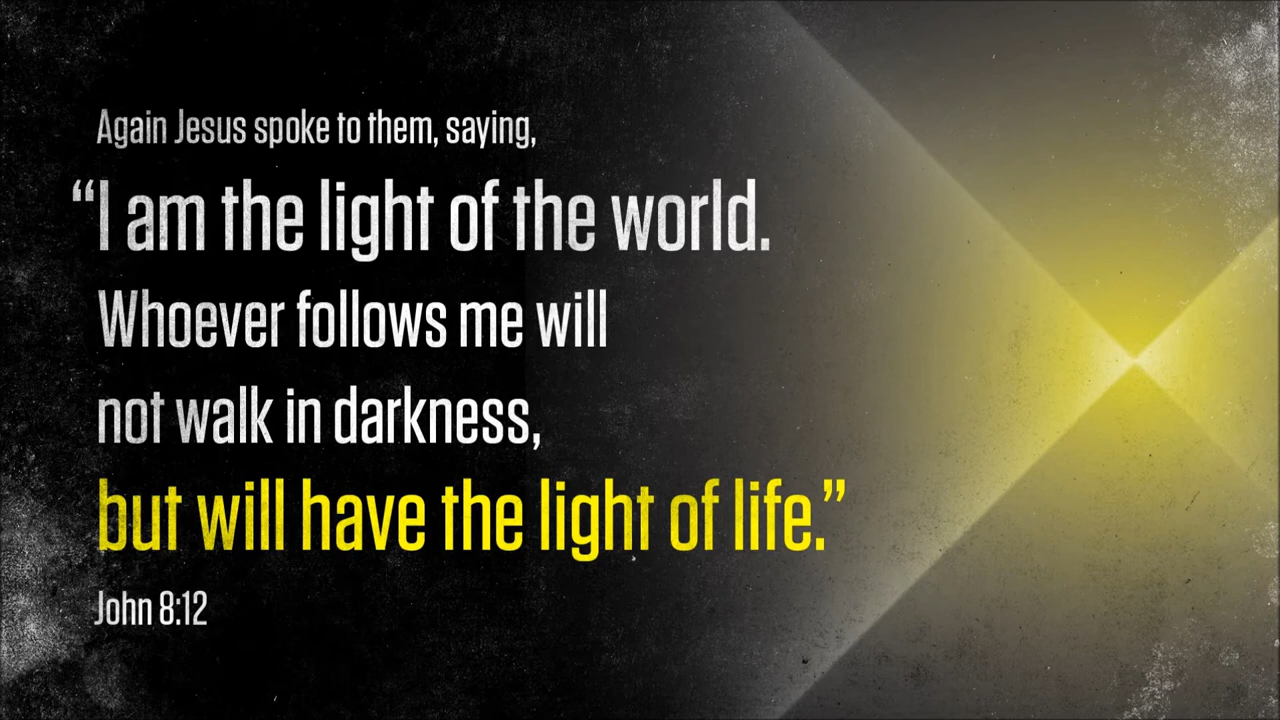 Again Jesus spoke to them, saying,
“I am the light of the world.
Whoever follows me will
not walk in darkness,
but will have the light of life.”
John 8:12